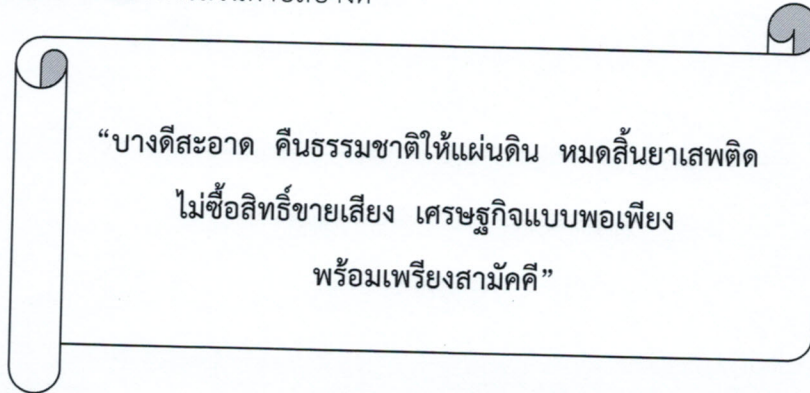 “บางดีสะอาด คืนธรรมชาติให้แผ่นดิน หมดสิ้นยาเสพติด
ไม่ซื้อสิทธิ์ขายเสียง เศรษฐกิจแบบพอเพียง
พร้อมเพรียงสามัคคี”